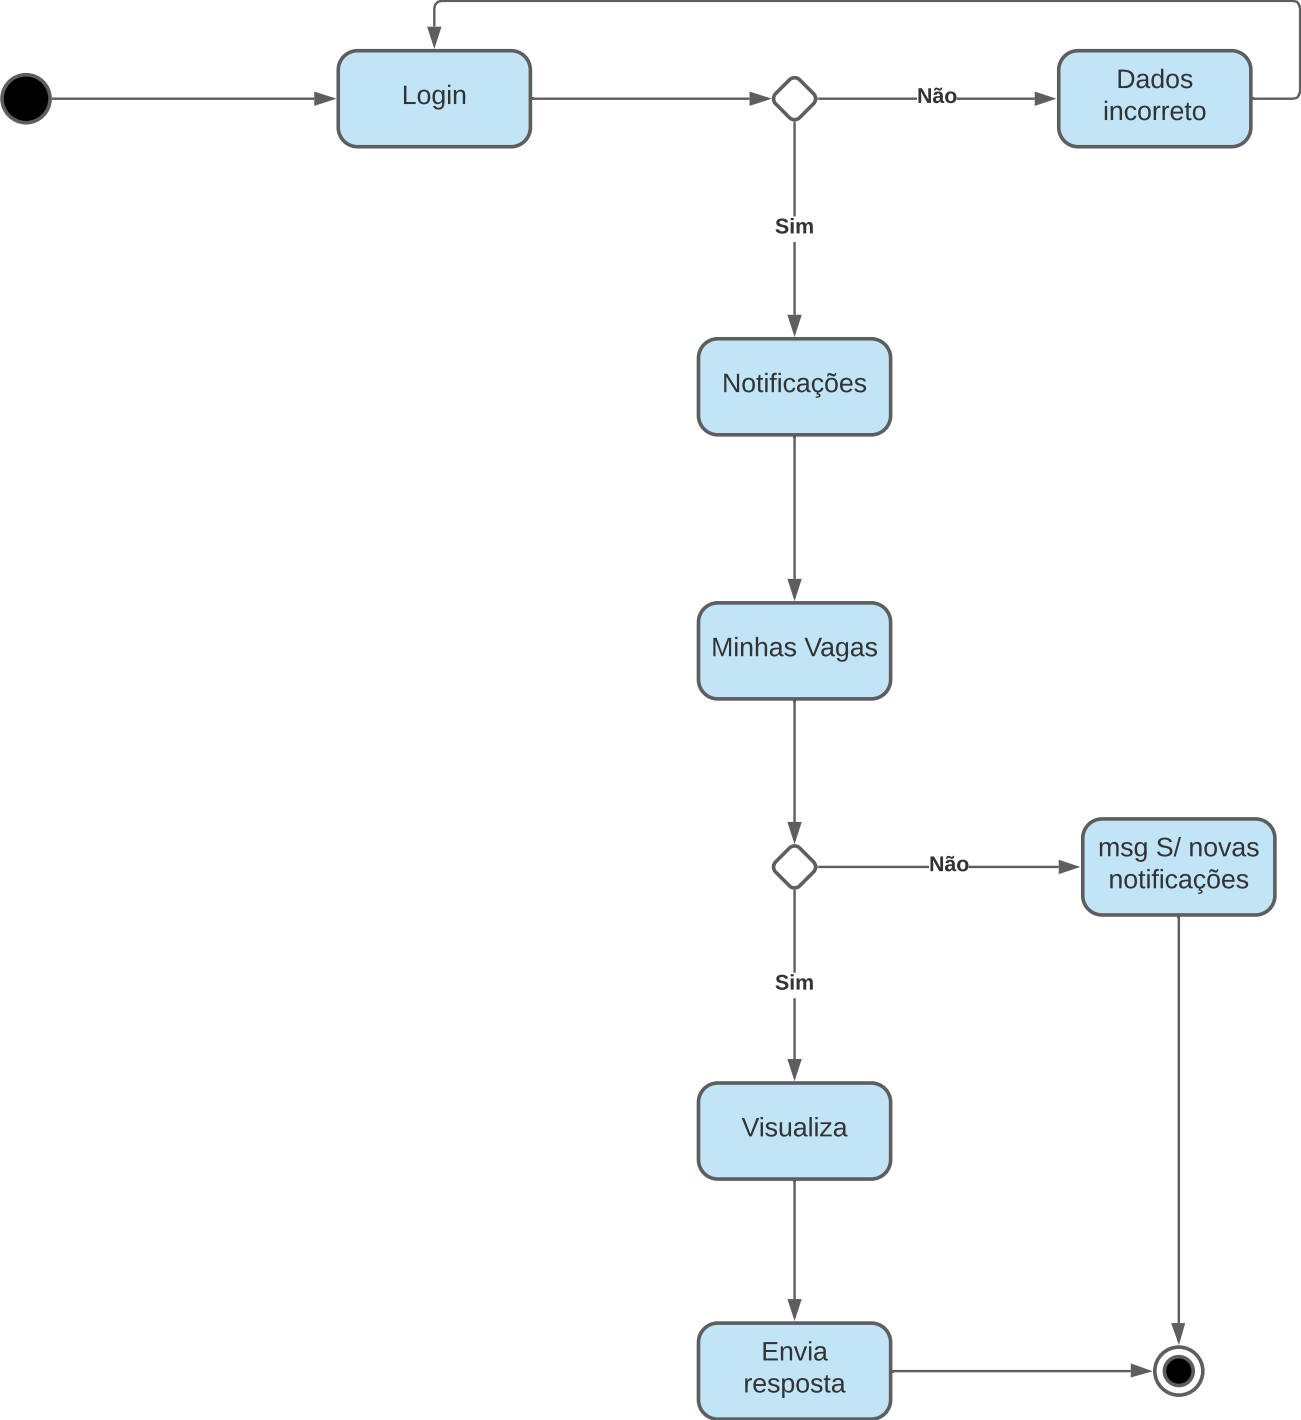 Login
Não
Dados
incorreto
Sim
Notificações
Minhas Vagas
Não
msg S/ novas
notificações
Sim
Visualiza
Envia
resposta